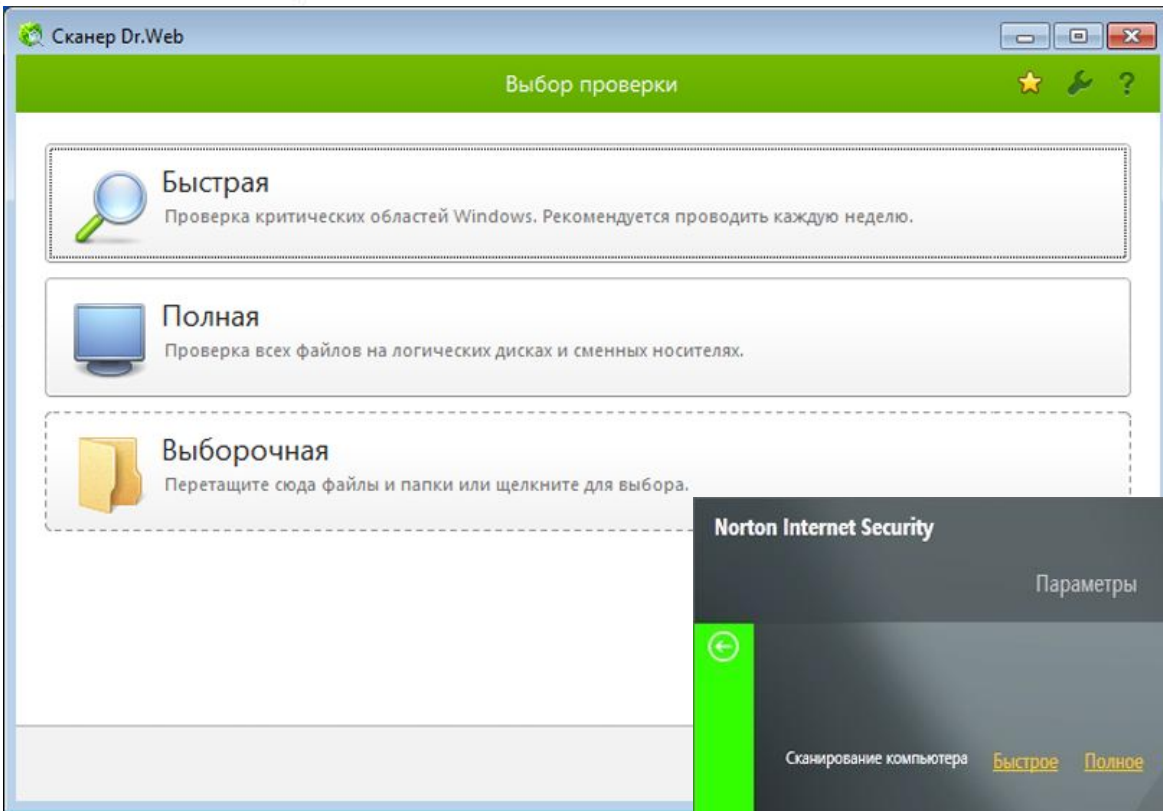 Сканер Dr.Web
Выбор проверки
?
Быстрая
Проверка критических областей Windows. Рекомендуется проводить каждую неделю.
Полная
Проверка всех файлов на логических дисках и сменных носителях.
Выборочная
Перетащите сюда файлы и папки или щелкните для выбора.
Norton Internet Security
Параметры
Сканирование компьютера Быстрое Полное